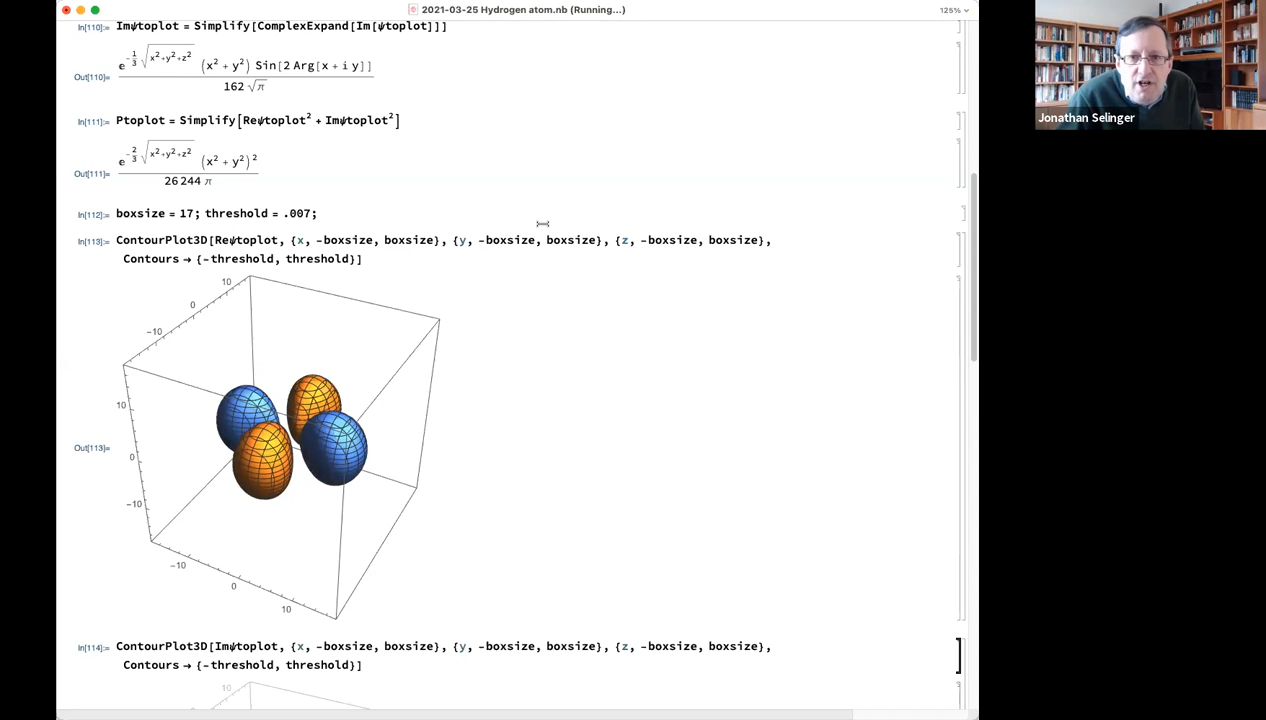 2021-03-25 Hydrogen atom.nb (Running...)
125%
In[110]:= Imψtoplot = Simplify[ComplexExpand[Im[ψtoplot]]]
Out[110]= ⅇ^(-1/3 √(x²+y²+z²)) (x² + y²) Sin[2 Arg[x + ⅈ y]] / 162 √π
In[111]:= Ptoplot = Simplify[Reψtoplot² + Imψtoplot²]
Out[111]= ⅇ^(-2/3 √(x²+y²+z²)) (x² + y²)² / 26 244 π
In[112]:= boxsize = 17; threshold = .007;
In[113]:= ContourPlot3D[Reψtoplot, {x, -boxsize, boxsize}, {y, -boxsize, boxsize}, {z, -boxsize, boxsize},
Contours → {-threshold, threshold}]
10
0
-10
10
0
-10
Out[113]=
-10
0
10
In[114]:= ContourPlot3D[Imψtoplot, {x, -boxsize, boxsize}, {y, -boxsize, boxsize}, {z, -boxsize, boxsize},
Contours → {-threshold, threshold}]
10
Jonathan Selinger